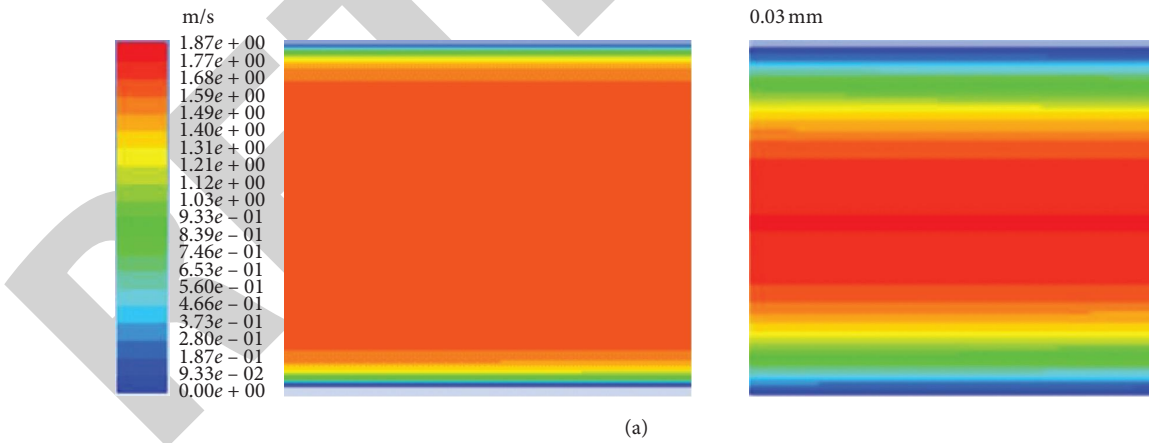 m/s
0.03 mm
1.87e + 00
1.77e + 00
1.68e + 00
1.59e + 00
1.49e + 00
1.40e + 00
1.31e + 00
1.21e + 00
1.12e + 00
1.03e + 00
9.33e – 01
8.39e – 01
7.46e – 01
6.53e – 01
5.60e – 01
4.66e – 01
3.73e – 01
2.80e – 01
1.87e – 01
9.33e – 02
0.00e + 00
(a)